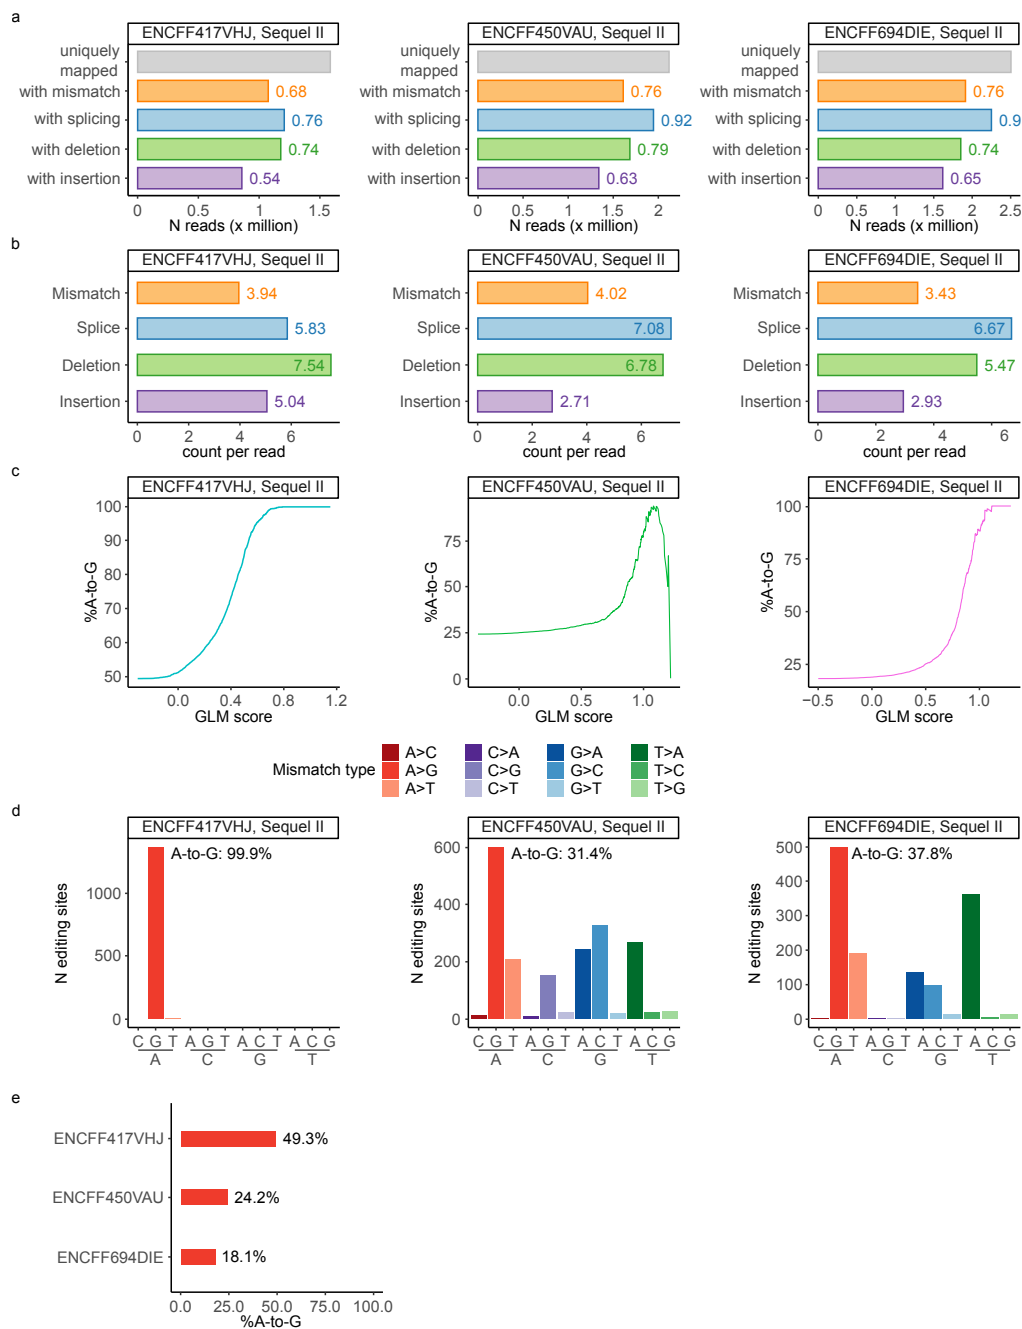 a
ENCFF417VHJ, Sequel II
ENCFF450VAU, Sequel II
ENCFF694DIE, Sequel II
uniquely mapped
with mismatch 0.68
with splicing 0.76
with deletion 0.74
with insertion 0.54
0 0.5 1 1.5
N reads (x million)
uniquely mapped
with mismatch 0.76
with splicing 0.92
with deletion 0.79
with insertion 0.63
0 0.5 1 1.5 2
N reads (x million)
uniquely mapped
with mismatch 0.76
with splicing 0.9
with deletion 0.74
with insertion 0.65
0 0.5 1 1.5 2 2.5
N reads (x million)
b
ENCFF417VHJ, Sequel II
ENCFF450VAU, Sequel II
ENCFF694DIE, Sequel II
Mismatch 3.94
Splice 5.83
Deletion 7.54
Insertion 5.04
0 2 4 6
count per read
Mismatch 4.02
Splice 7.08
Deletion 6.78
Insertion 2.71
0 2 4 6
count per read
Mismatch 3.43
Splice 6.67
Deletion 5.47
Insertion 2.93
0 2 4 6
count per read
c
ENCFF417VHJ, Sequel II
ENCFF450VAU, Sequel II
ENCFF694DIE, Sequel II
%A-to-G
100
90
80
70
60
50
0.0 0.4 0.8 1.2
GLM score
%A-to-G
75
50
25
0
0.0 0.5 1.0
GLM score
%A-to-G
100
75
50
25
−0.5 0.0 0.5 1.0
GLM score
Mismatch type
A>C C>A G>A T>A
A>G C>G G>C T>C
A>T C>T G>T T>G
d
ENCFF417VHJ, Sequel II
ENCFF450VAU, Sequel II
ENCFF694DIE, Sequel II
A-to-G: 99.9%
N editing sites
1000
500
0
C G T A G T A C T A C G
A C G T
A-to-G: 31.4%
N editing sites
600
400
200
0
C G T A G T A C T A C G
A C G T
A-to-G: 37.8%
N editing sites
500
400
300
200
100
0
C G T A G T A C T A C G
A C G T
e
ENCFF417VHJ 49.3%
ENCFF450VAU 24.2%
ENCFF694DIE 18.1%
0.0 25.0 50.0 75.0 100.0
%A-to-G